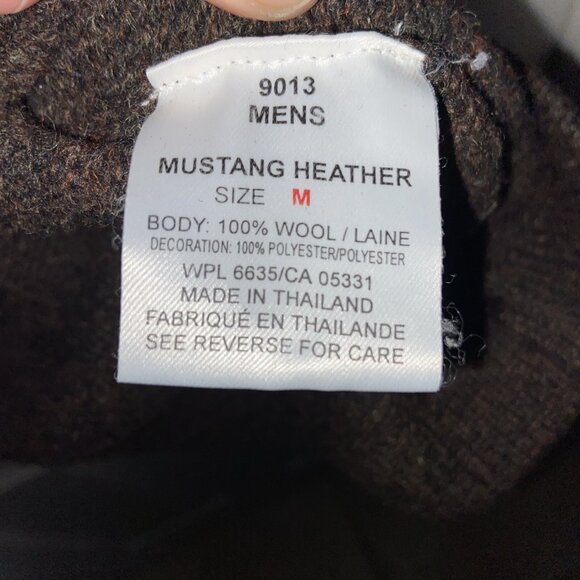 9013
MENS
MUSTANG HEATHER
SIZE M
BODY: 100% WOOL / LAINE
DECORATION: 100% POLYESTER/POLYESTER
WPL 6635/CA 05331
MADE IN THAILAND
FABRIQUÉ EN THAILANDE
SEE REVERSE FOR CARE